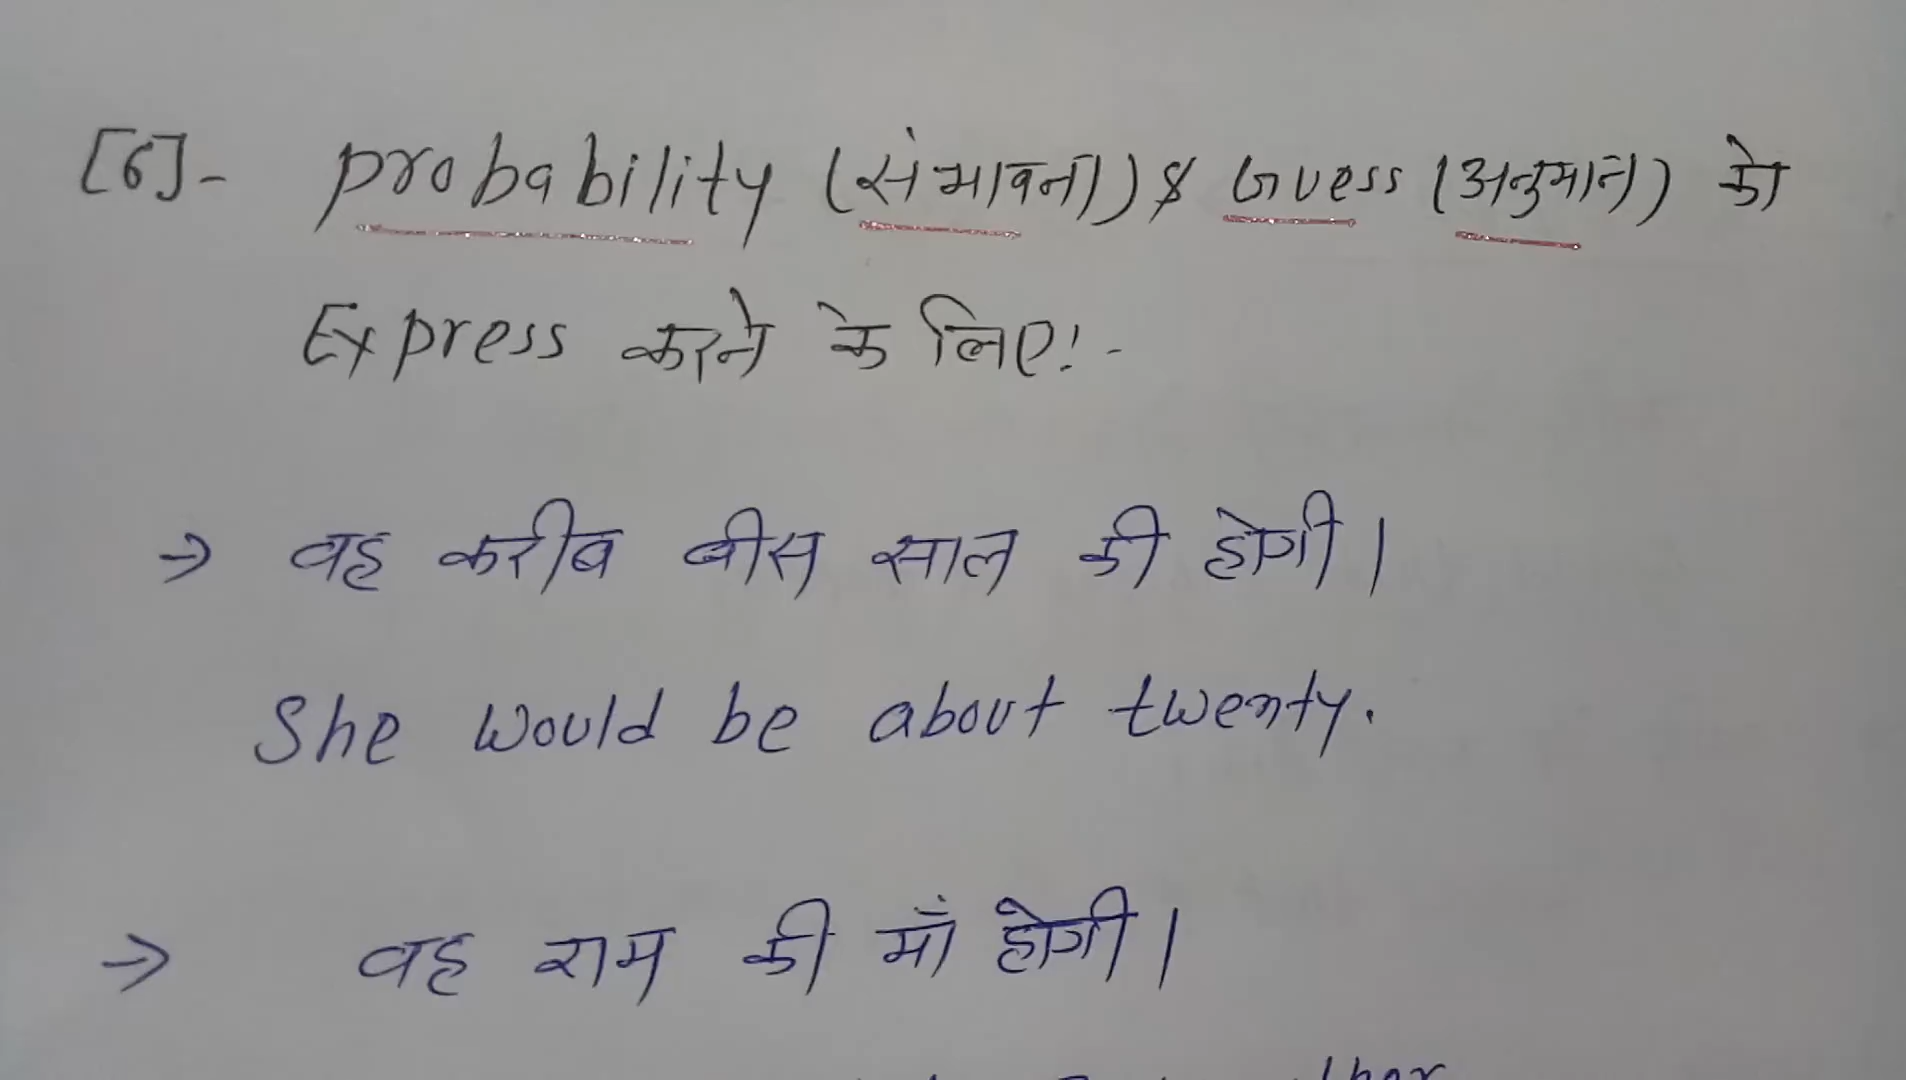 [6]- Probability (संभावना) & Guess (अनुमान) को
Express करने के लिए:-
→ वह करीब बीस साल की होगी।
She would be about twenty.
→ वह राम की माँ होगी।